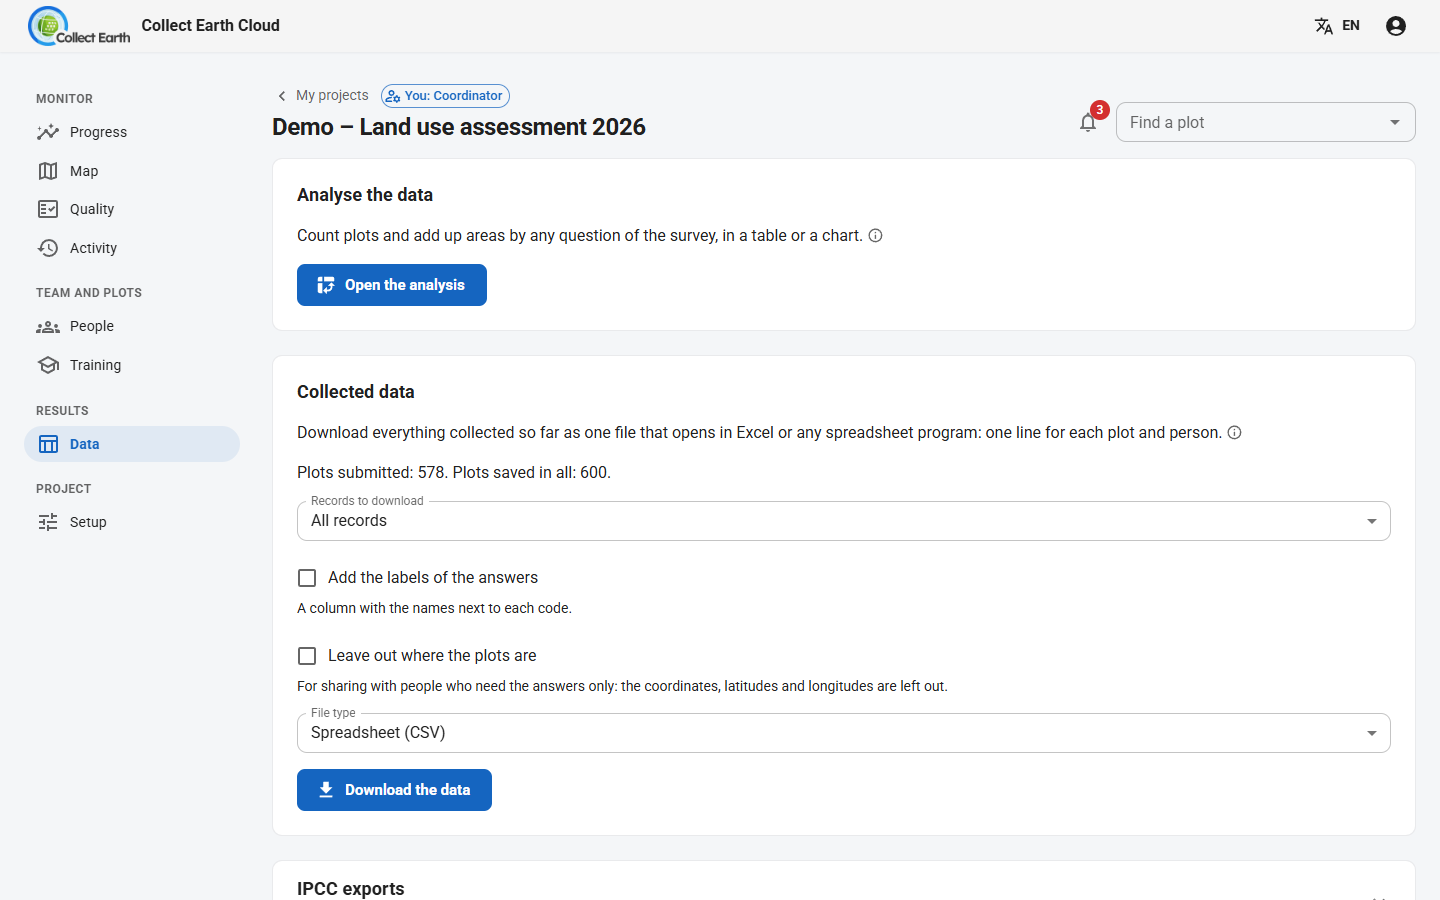 Collect Earth
Collect Earth Cloud
EN
MONITOR
Progress
Map
Quality
Activity
TEAM AND PLOTS
People
Training
RESULTS
Data
PROJECT
Setup
My projects
You: Coordinator
Demo – Land use assessment 2026
3
Find a plot
Analyse the data
Count plots and add up areas by any question of the survey, in a table or a chart.
Open the analysis
Collected data
Download everything collected so far as one file that opens in Excel or any spreadsheet program: one line for each plot and person.
Plots submitted: 578. Plots saved in all: 600.
Records to download
All records
Add the labels of the answers
A column with the names next to each code.
Leave out where the plots are
For sharing with people who need the answers only: the coordinates, latitudes and longitudes are left out.
File type
Spreadsheet (CSV)
Download the data
IPCC exports